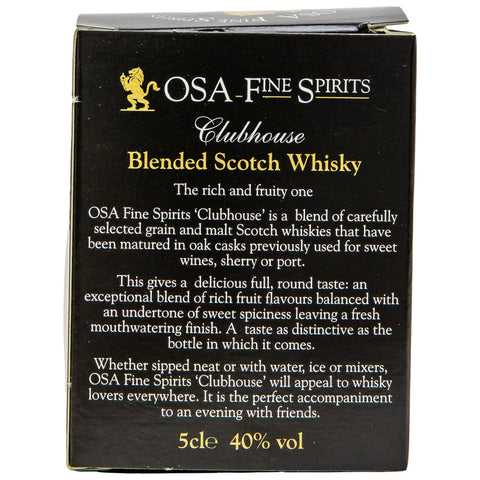 OSA FINE SPIRITS
OSA-FINE SPIRITS
Clubhouse
Blended Scotch Whisky
The rich and fruity one
OSA Fine Spirits 'Clubhouse' is a blend of carefully
selected grain and malt Scotch whiskies that have
been matured in oak casks previously used for sweet
wines, sherry or port.
This gives a delicious full, round taste: an
exceptional blend of rich fruit flavours balanced with
an undertone of sweet spiciness leaving a fresh
mouthwatering finish. A taste as distinctive as the
bottle in which it comes.
Whether sipped neat or with water, ice or mixers,
OSA Fine Spirits 'Clubhouse' will appeal to whisky
lovers everywhere. It is the perfect accompaniment
to an evening with friends.
5cle 40% vol